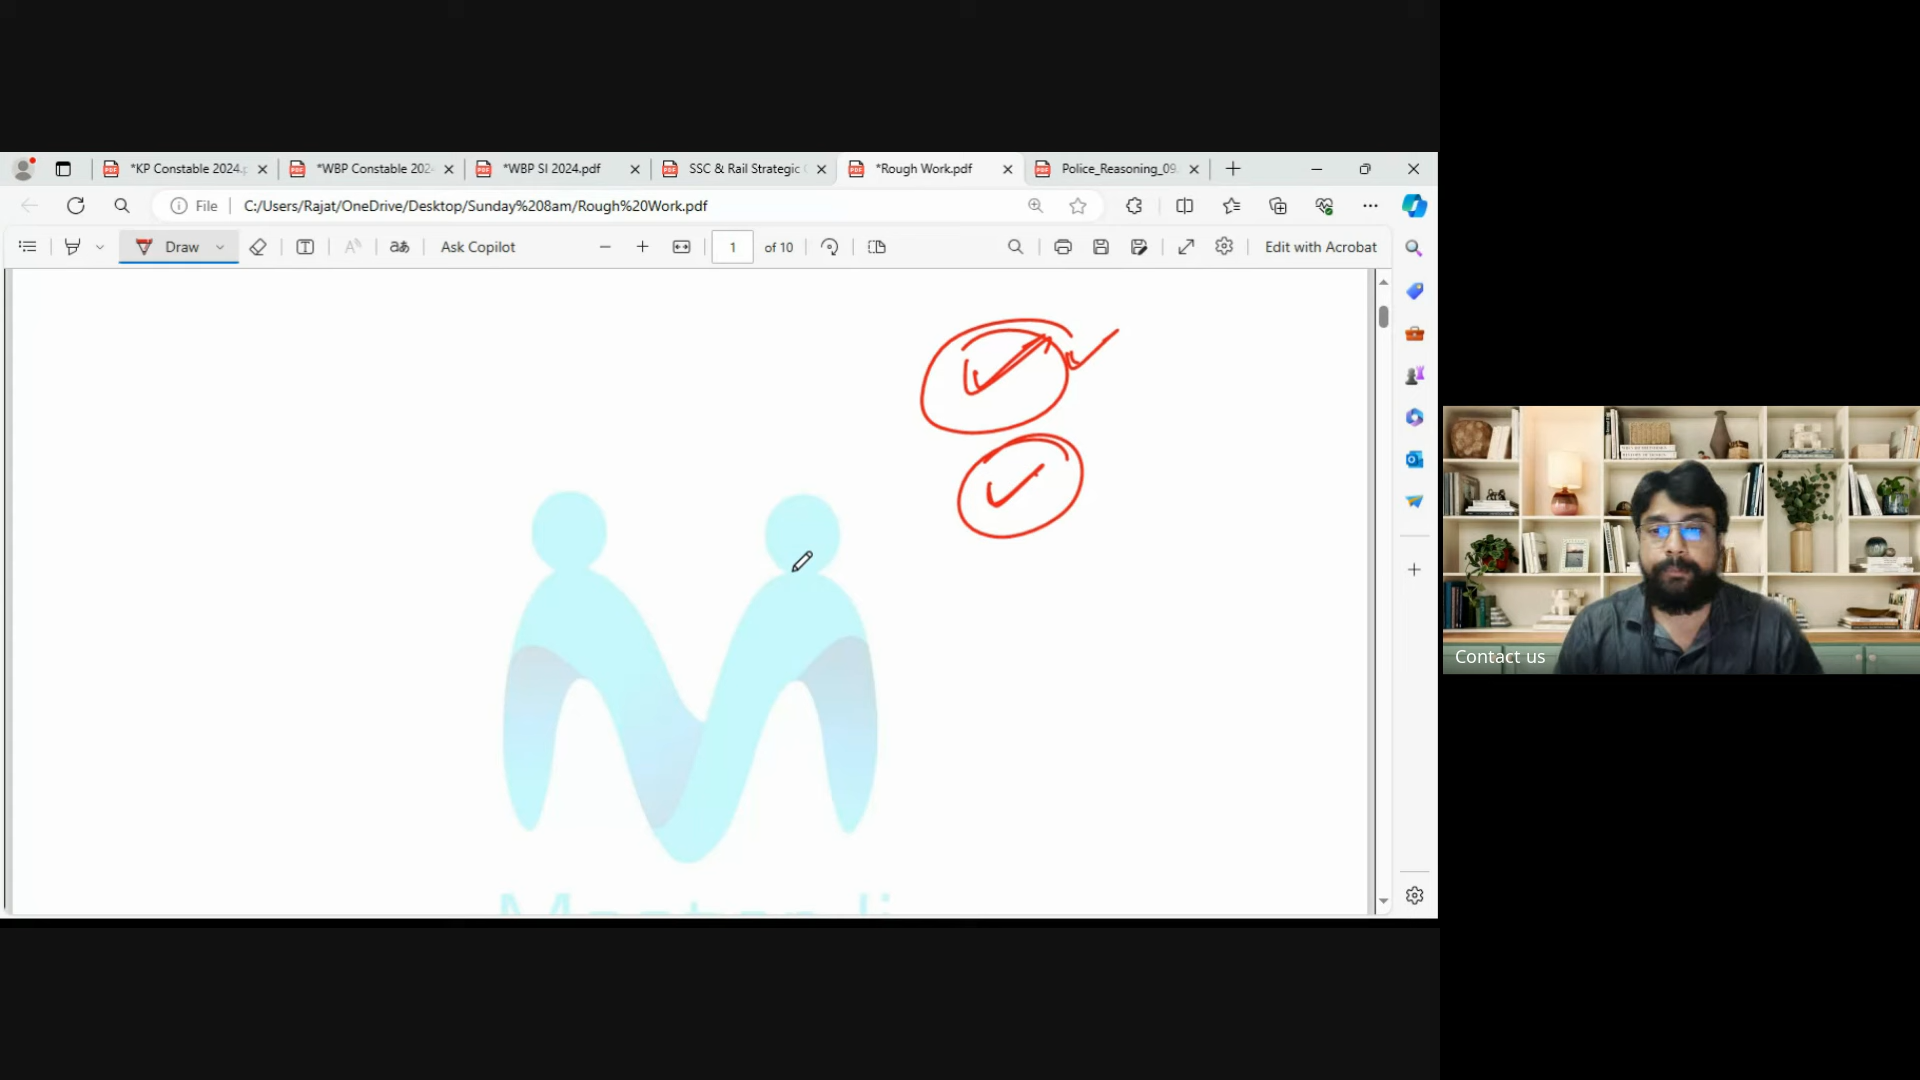 *KP Constable 2024.p
*WBP Constable 202
*WBP SI 2024.pdf
SSC & Rail Strategic
*Rough Work.pdf
Police_Reasoning_09
File
C:/Users/Rajat/OneDrive/Desktop/Sunday%208am/Rough%20Work.pdf
Draw
Ask Copilot
1 of 10
Edit with Acrobat
Contact us